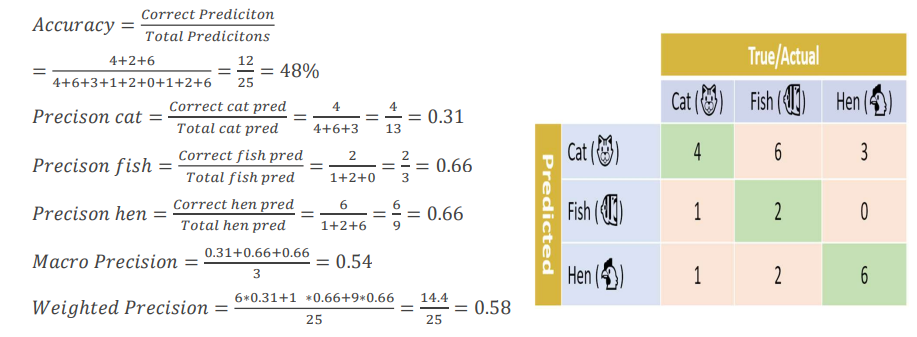 Accuracy = Correct Prediciton / Total Predicitons
= 4+2+6 / 4+6+3+1+2+0+1+2+6 = 12 / 25 = 48%
Precison cat = Correct cat pred / Total cat pred = 4 / 4+6+3 = 4 / 13 = 0.31
Precison fish = Correct fish pred / Total fish pred = 2 / 1+2+0 = 2 / 3 = 0.66
Precison hen = Correct hen pred / Total hen pred = 6 / 1+2+6 = 6 / 9 = 0.66
Macro Precision = 0.31+0.66+0.66 / 3 = 0.54
Weighted Precision = 6*0.31+1 *0.66+9*0.66 / 25 = 14.4 / 25 = 0.58
True/Actual
Cat () Fish () Hen ()
Predicted
Cat () 4 6 3
Fish () 1 2 0
Hen () 1 2 6